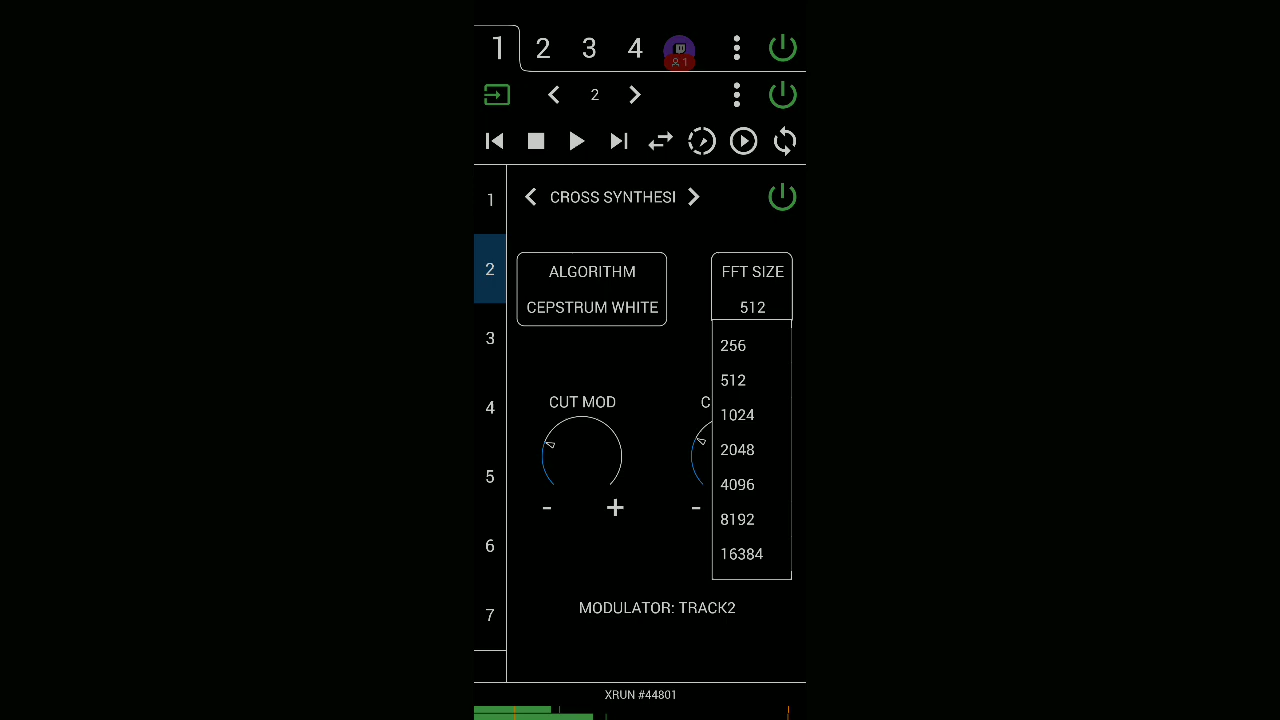 1 2 3 4 1
2
1
CROSS SYNTHESI
2
ALGORITHM
CEPSTRUM WHITE
FFT SIZE
512
256
512
1024
2048
4096
8192
16384
3
4
CUT MOD
C
5
- + -
6
MODULATOR: TRACK2
7
XRUN #44801